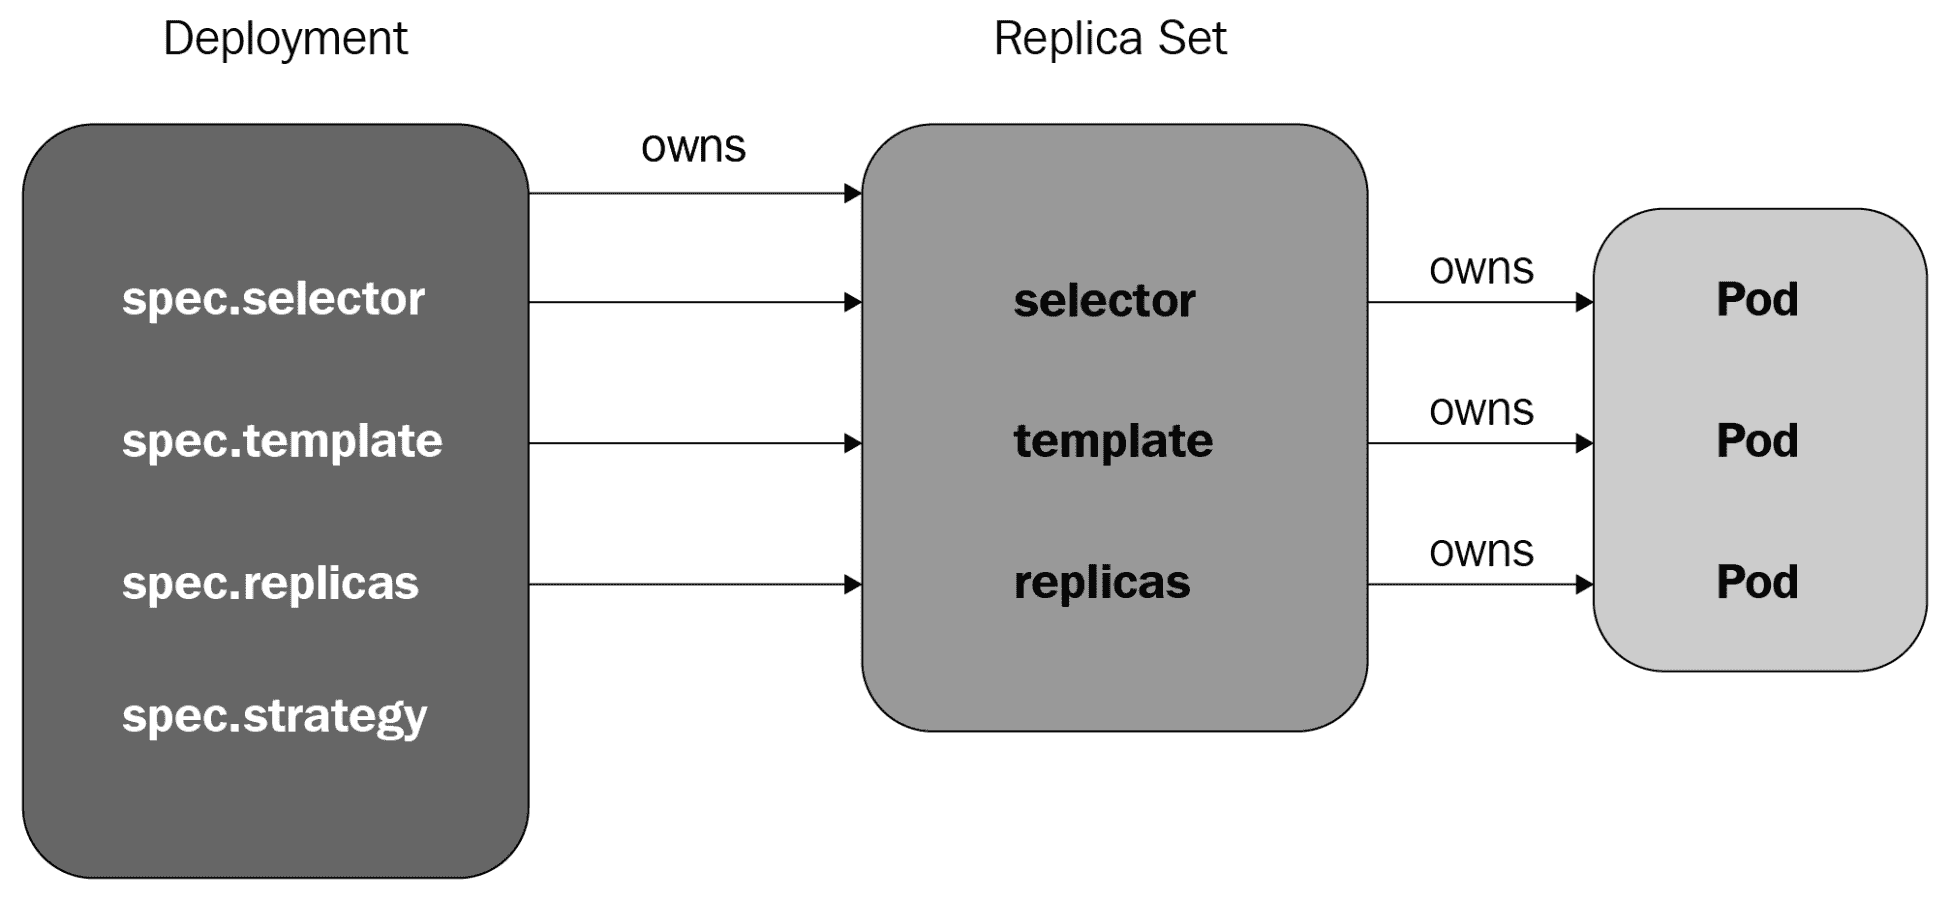 Deployment
Replica Set
owns
spec.selector
selector
owns
Pod
spec.template
template
owns
Pod
spec.replicas
replicas
owns
Pod
spec.strategy